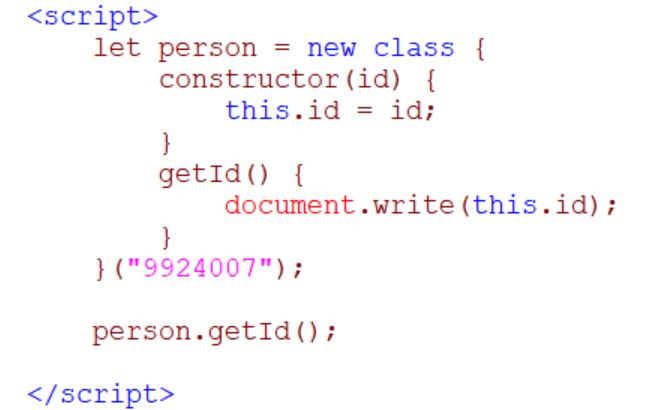 <script>
    let person = new class {
        constructor(id) {
            this.id = id;
        }
        getId() {
            document.write(this.id);
        }
    }("9924007");

    person.getId();

</script>